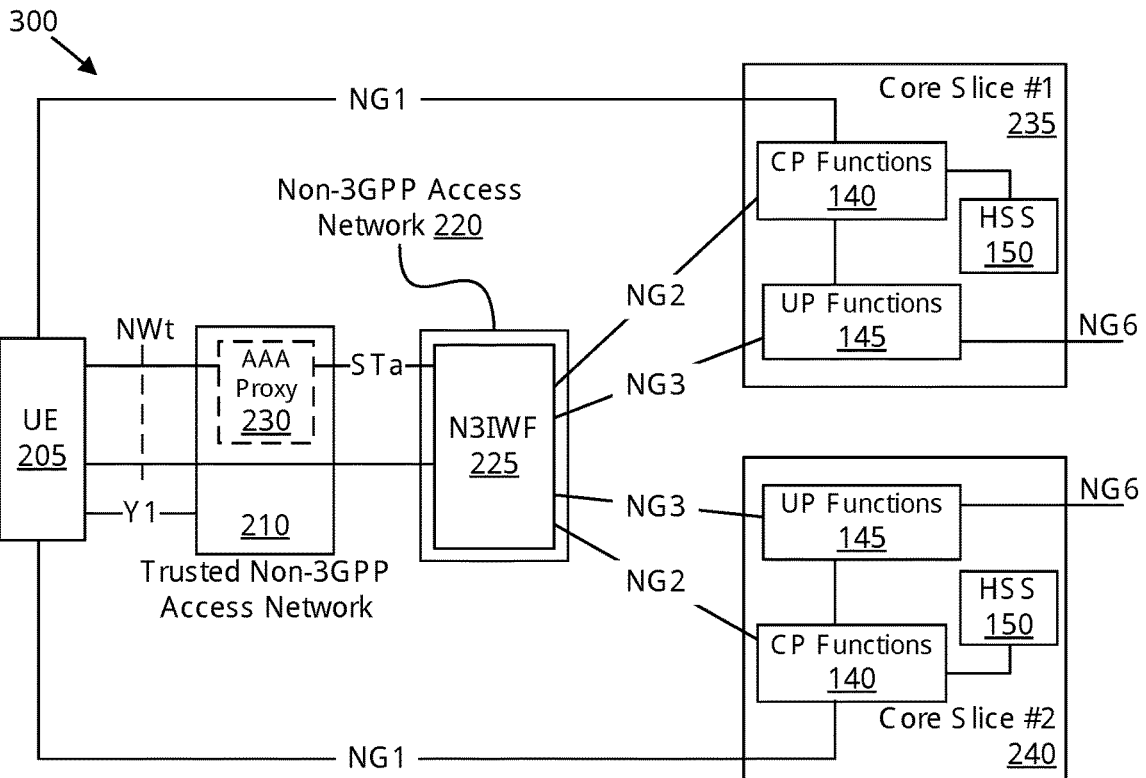 300
NG1
Core Slice #1
235
CP Functions
140
HSS
150
Non-3GPP Access
Network 220
NG2
UP Functions
145
NG6
NWt
AAA
Proxy
230
STa
NG3
UE
205
N3IWF
225
Y1
210
Trusted Non-3GPP
Access Network
NG3
NG2
UP Functions
145
NG6
HSS
150
CP Functions
140
Core Slice #2
240
NG1